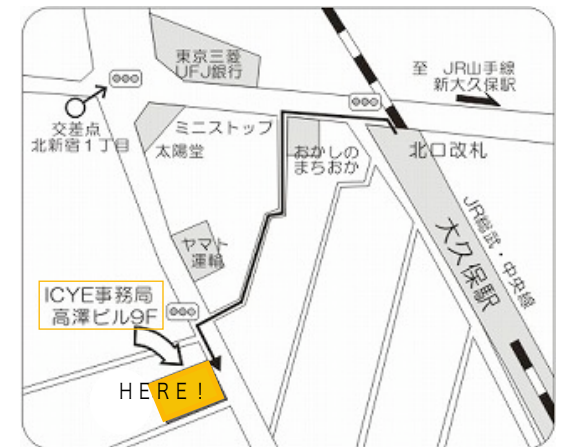 東京三菱
UFJ銀行
至 JR山手線
新大久保駅
交差点
北新宿1丁目
ミニストップ
太陽堂
おかしの
まちおか
北口改札
JR総武・中央線
大久保駅
ヤマト
運輸
ICYE事務局
高澤ビル9F
HERE!